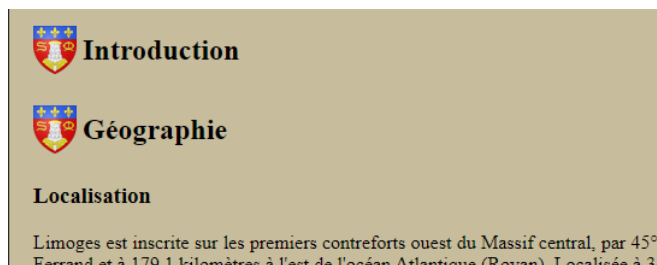 Introduction
Géographie
Localisation
Limoges est inscrite sur les premiers contreforts ouest du Massif central, par 45°
Ferrand et à 179,1 kilomètres à l'est de l'océan Atlantique (Royan). Localisée à 3